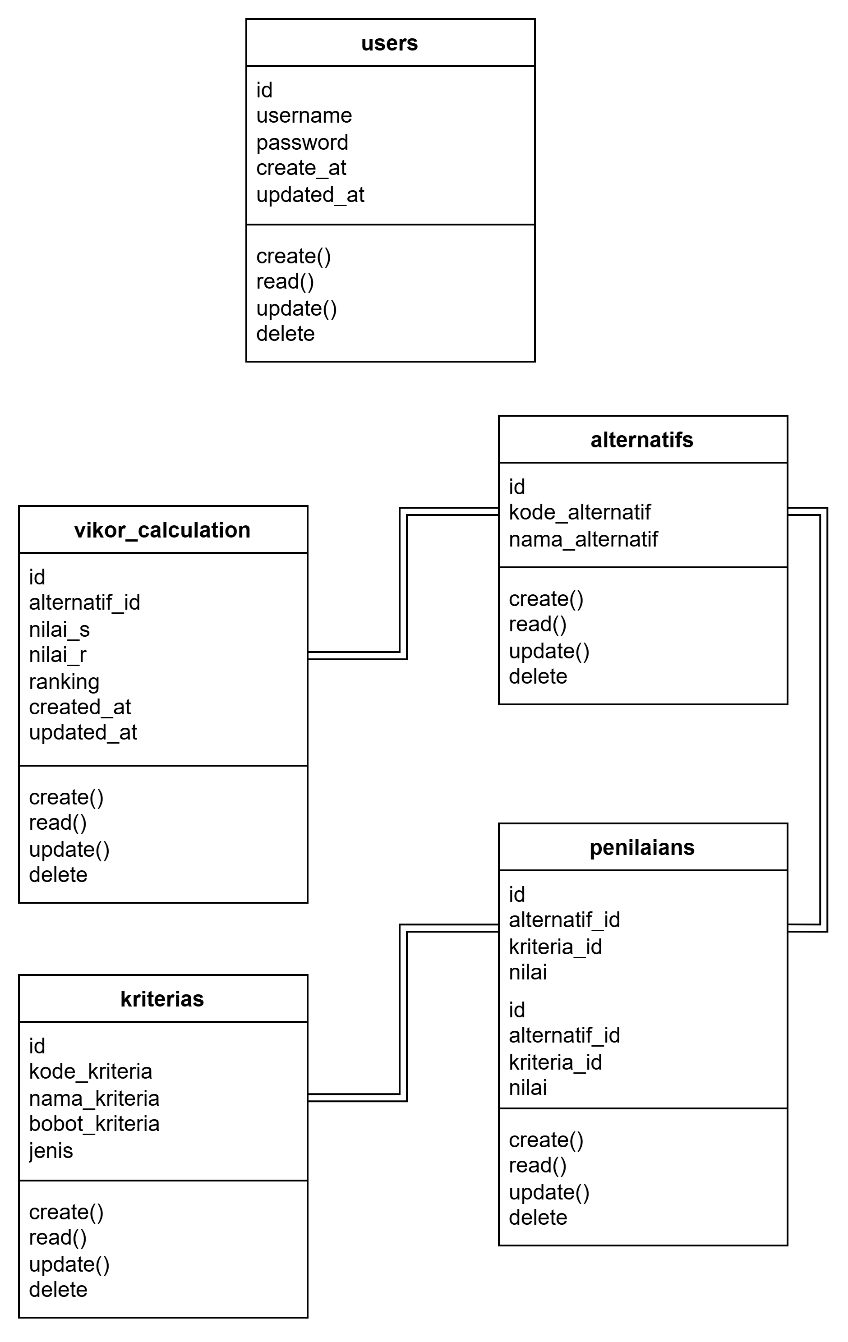 users
id
username
password
create_at
updated_at
create()
read()
update()
delete
alternatifs
id
kode_alternatif
nama_alternatif
create()
read()
update()
delete
vikor_calculation
id
alternatif_id
nilai_s
nilai_r
ranking
created_at
updated_at
create()
read()
update()
delete
penilaians
id
alternatif_id
kriteria_id
nilai
id
alternatif_id
kriteria_id
nilai
create()
read()
update()
delete
kriterias
id
kode_kriteria
nama_kriteria
bobot_kriteria
jenis
create()
read()
update()
delete